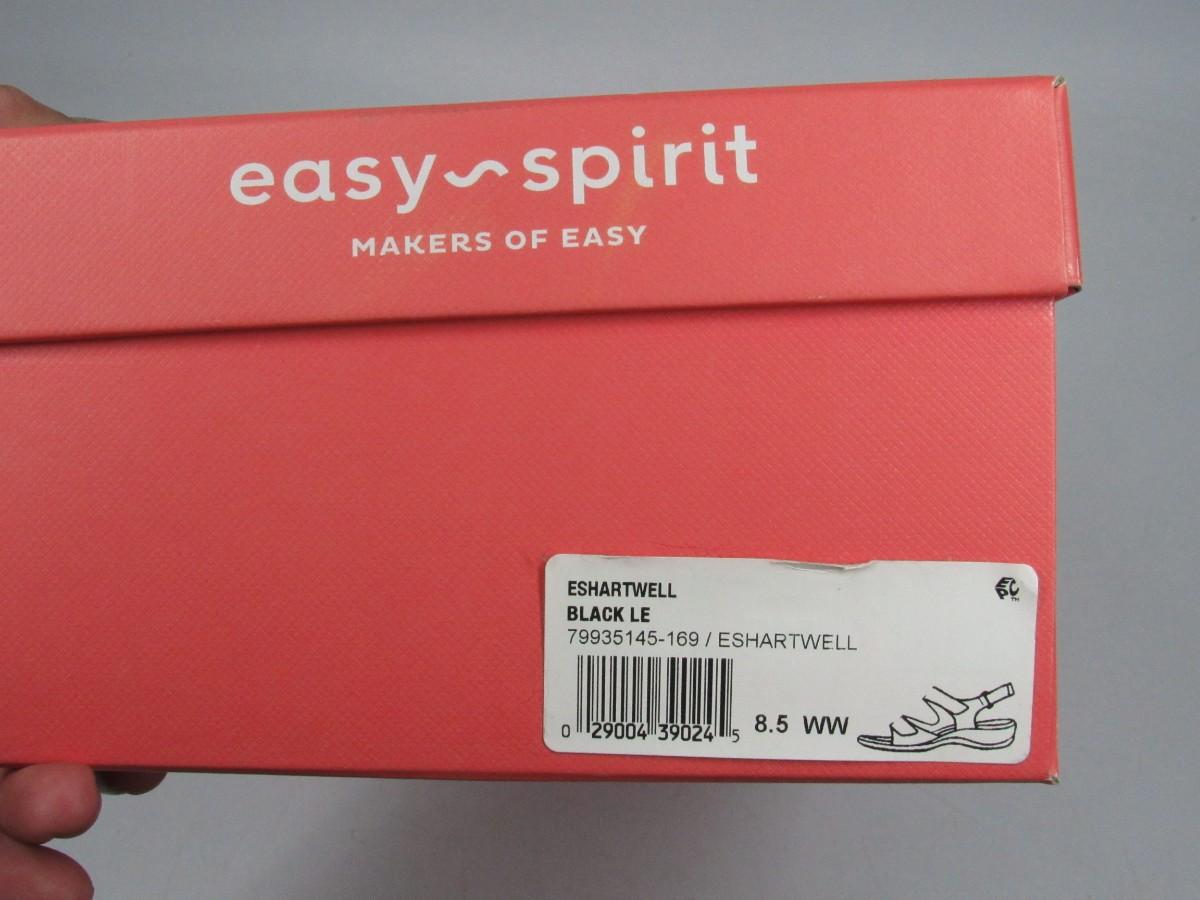 easy~spirit
MAKERS OF EASY
ESHARTWELL
BLACK LE
79935145-169 / ESHARTWELL
0 29004 39024 5
8.5 WW